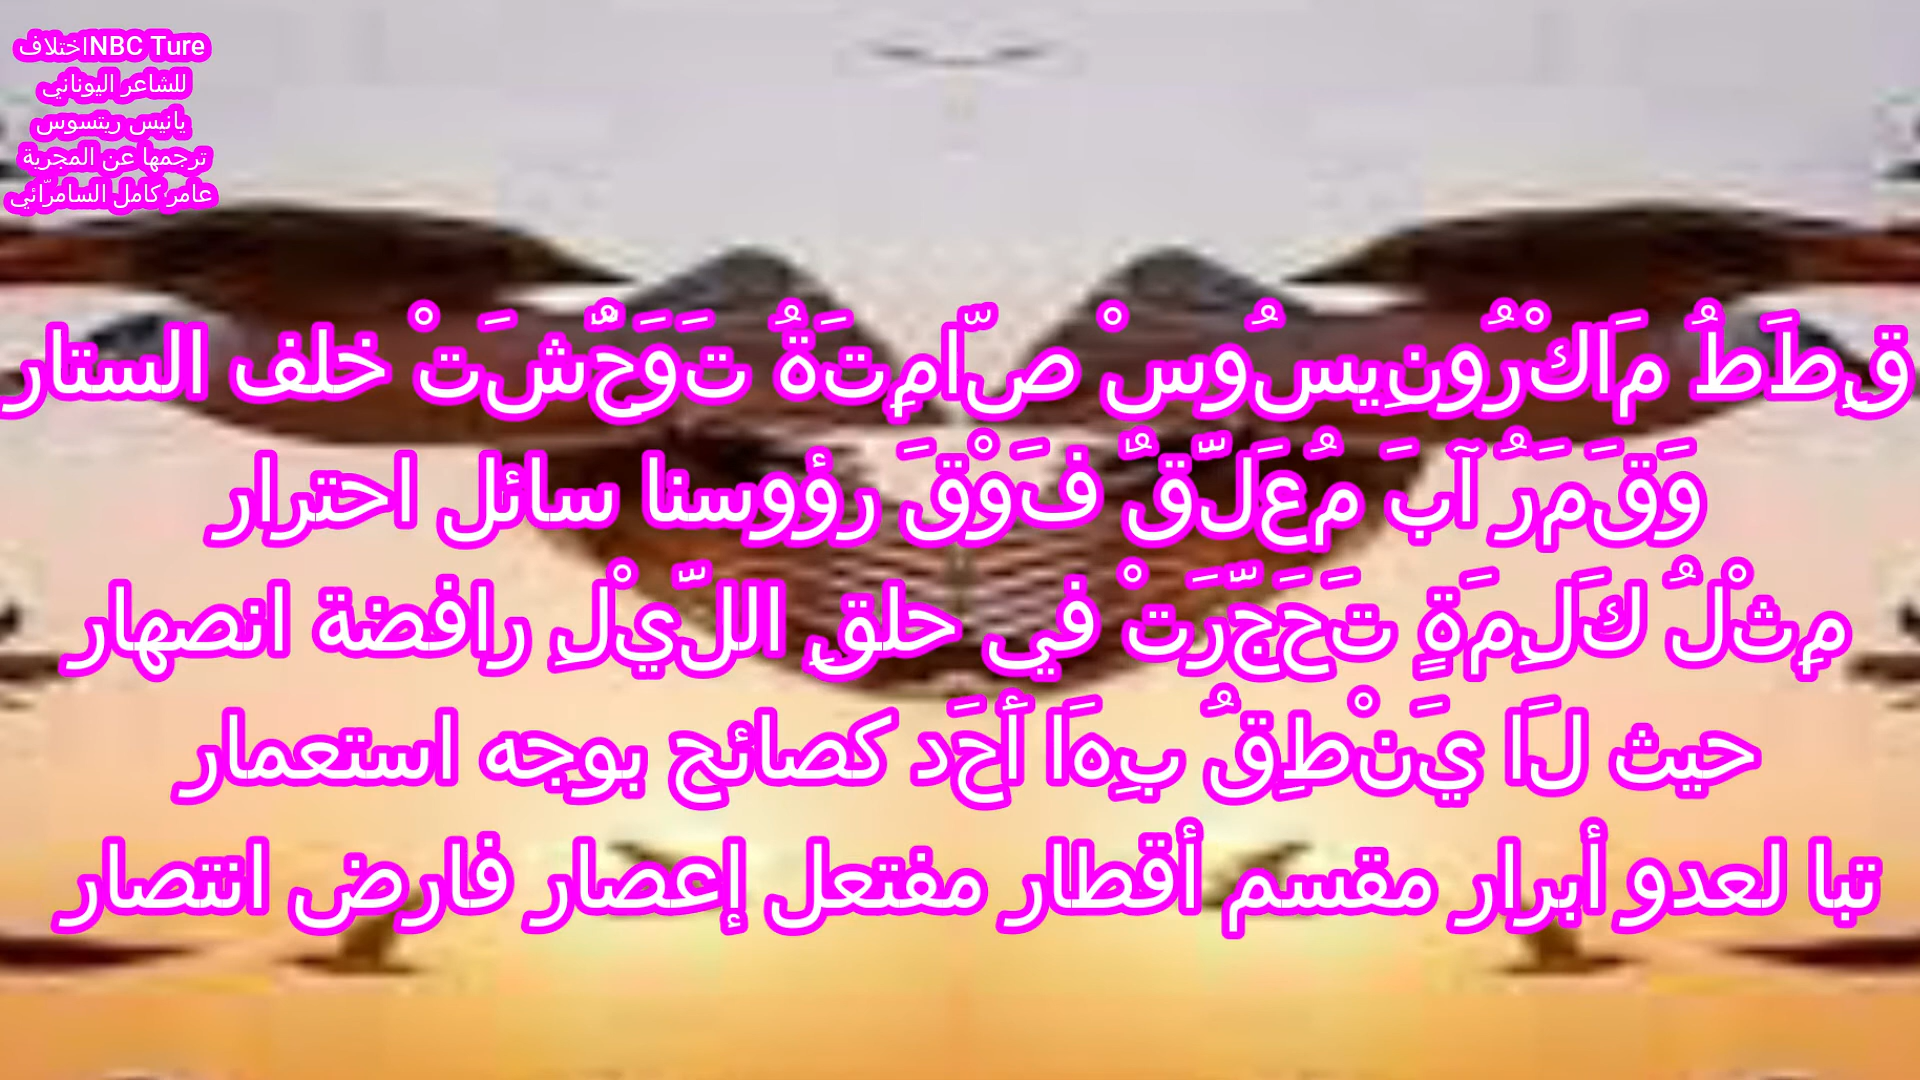 اختلافNBC Ture
للشاعر اليوناني
يانيس ريتسوس
ترجمها عن المجرية
عامر كامل السامرّائي
قِطَطُ مَاكْرُونِيسُوسْ صّامِتَةُ تَوَحُّشَتْ خلف الستار
وَقَمَرُ آبَ مُعَلّقٌ فَوْقَ رؤوسنا سائل احترار
مِثْلُ كَلِمَةٍ تَحَجّرَتْ في حلقِ اللّيْلِ رافضة انصهار
حيث لَا يَنْطِقُ بِهَا أَحَد كصائح بوجه استعمار
تبا لعدو أبرار مقسم أقطار مفتعل إعصار فارض انتصار